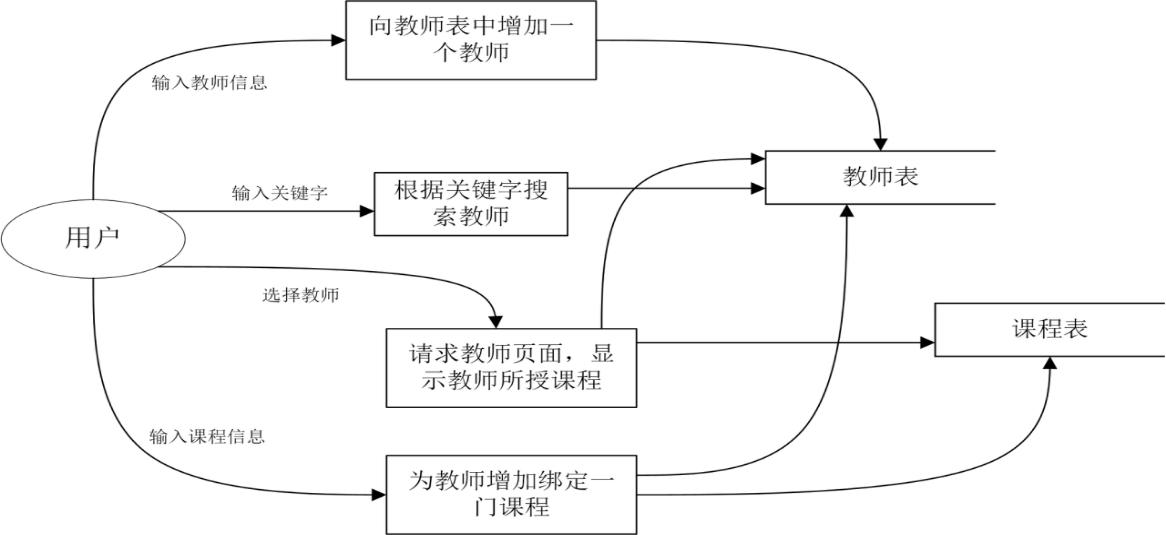 向教师表中增加一
个教师
输入教师信息
教师表
输入关键字
根据关键字搜
索教师
用户
选择教师
课程表
请求教师页面，显
示教师所授课程
输入课程信息
为教师增加绑定一
门课程